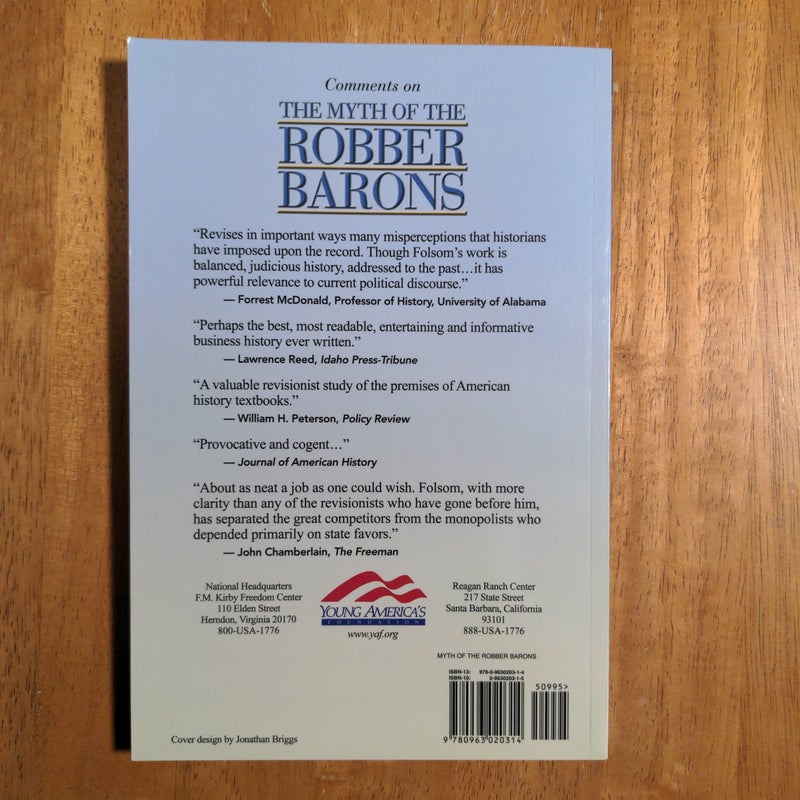 Comments on
THE MYTH OF THE
ROBBER
BARONS
“Revises in important ways many misperceptions that historians
have imposed upon the record. Though Folsom’s work is
balanced, judicious history, addressed to the past…it has
powerful relevance to current political discourse.”
— Forrest McDonald, Professor of History, University of Alabama
“Perhaps the best, most readable, entertaining and informative
business history ever written.”
— Lawrence Reed, Idaho Press-Tribune
“A valuable revisionist study of the premises of American
history textbooks.”
— William H. Peterson, Policy Review
“Provocative and cogent…”
— Journal of American History
“About as neat a job as one could wish. Folsom, with more
clarity than any of the revisionists who have gone before him,
has separated the great competitors from the monopolists who
depended primarily on state favors.”
— John Chamberlain, The Freeman
National Headquarters
F.M. Kirby Freedom Center
110 Elden Street
Herndon, Virginia 20170
800-USA-1776
YOUNG AMERICA’S
FOUNDATION
www.yaf.org
Reagan Ranch Center
217 State Street
Santa Barbara, California
93101
888-USA-1776
MYTH OF THE ROBBER BARONS
ISBN-13: 978-0-9630203-1-4
ISBN-10: 0-9630203-1-5
50995>
9 780963 020314
Cover design by Jonathan Briggs